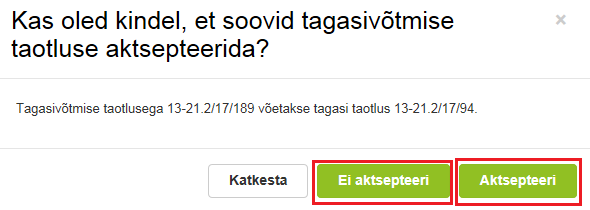 Kas oled kindel, et soovid tagasivõtmise
taotluse aktsepteerida?
×
Tagasivõtmise taotlusega 13-21.2/17/189 võetakse tagasi taotlus 13-21.2/17/94.
Katkesta Ei aktsepteeri Aktsepteeri